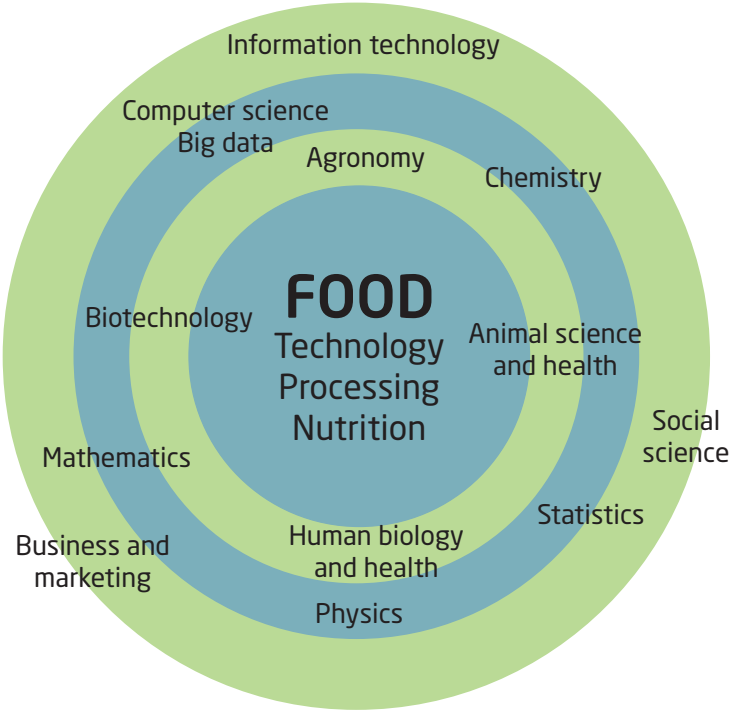 Information technology
Computer science
Big data
Agronomy
Chemistry
FOOD
Technology
Processing
Nutrition
Biotechnology
Animal science
and health
Social
science
Mathematics
Statistics
Business and
marketing
Human biology
and health
Physics